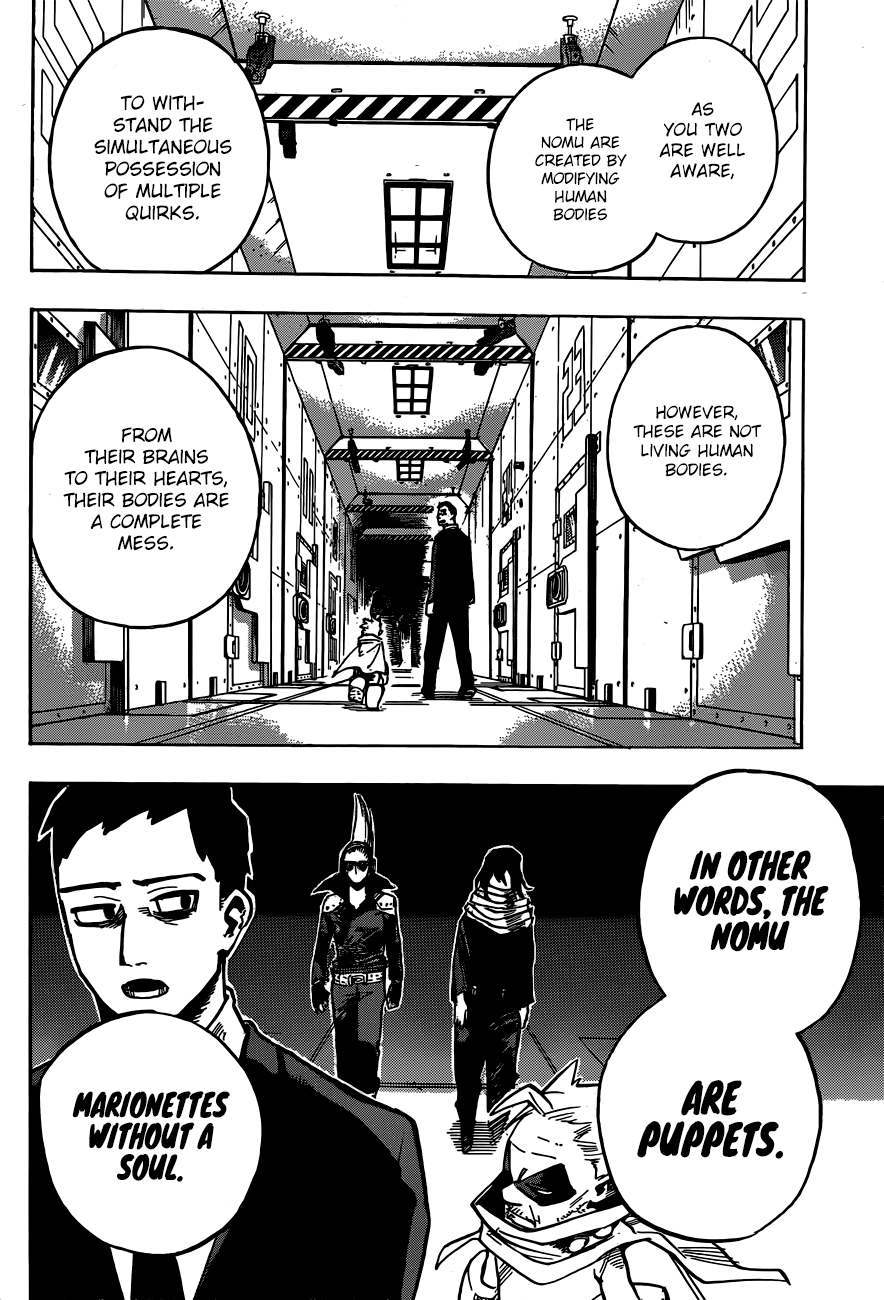 AS
YOU TWO
ARE WELL
AWARE,
THE
NOMU ARE
CREATED BY
MODIFYING
HUMAN
BODIES
TO WITH-
STAND THE
SIMULTANEOUS
POSSESSION
OF MULTIPLE
QUIRKS.
HOWEVER,
THESE ARE NOT
LIVING HUMAN
BODIES.
FROM
THEIR BRAINS
TO THEIR HEARTS,
THEIR BODIES ARE
A COMPLETE
MESS.
IN OTHER
WORDS, THE
NOMU
ARE
PUPPETS.
MARIONETTES
WITHOUT A
SOUL.